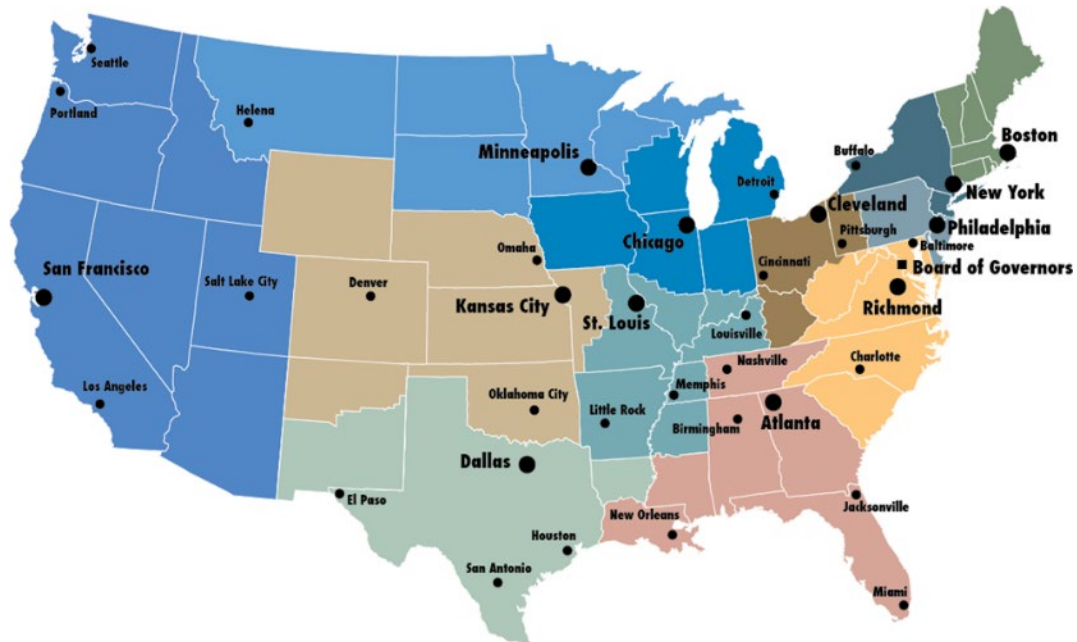 Seattle
Portland
Helena
Minneapolis
Buffalo
Boston
Detroit
New York
Cleveland
Philadelphia
Chicago
Pittsburgh
Baltimore
Omaha
Board of Governors
San Francisco
Salt Lake City
Denver
Cincinnati
Kansas City
St. Louis
Richmond
Louisville
Charlotte
Nashville
Los Angeles
Memphis
Oklahoma City
Little Rock
Atlanta
Birmingham
Dallas
El Paso
Jacksonville
New Orleans
Houston
San Antonio
Miami